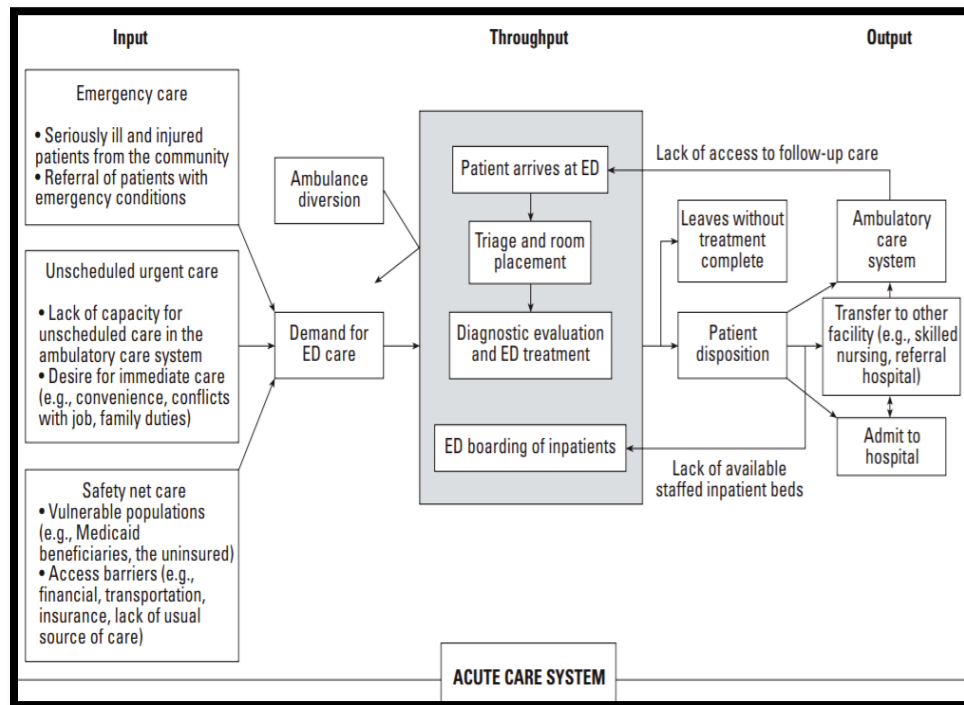 Input
Throughput
Output
Emergency care
• Seriously ill and injured
patients from the community
• Referral of patients with
emergency conditions
Unscheduled urgent care
• Lack of capacity for
unscheduled care in the
ambulatory care system
• Desire for immediate care
(e.g., convenience, conflicts
with job, family duties)
Safety net care
• Vulnerable populations
(e.g., Medicaid
beneficiaries, the uninsured)
• Access barriers (e.g.,
financial, transportation,
insurance, lack of usual
source of care)
Ambulance
diversion
Demand for
ED care
Patient arrives at ED
Triage and room
placement
Diagnostic evaluation
and ED treatment
ED boarding of inpatients
Lack of access to follow-up care
Leaves without
treatment
complete
Patient
disposition
Lack of available
staffed inpatient beds
Ambulatory
care
system
Transfer to other
facility (e.g., skilled
nursing, referral
hospital)
Admit to
hospital
ACUTE CARE SYSTEM